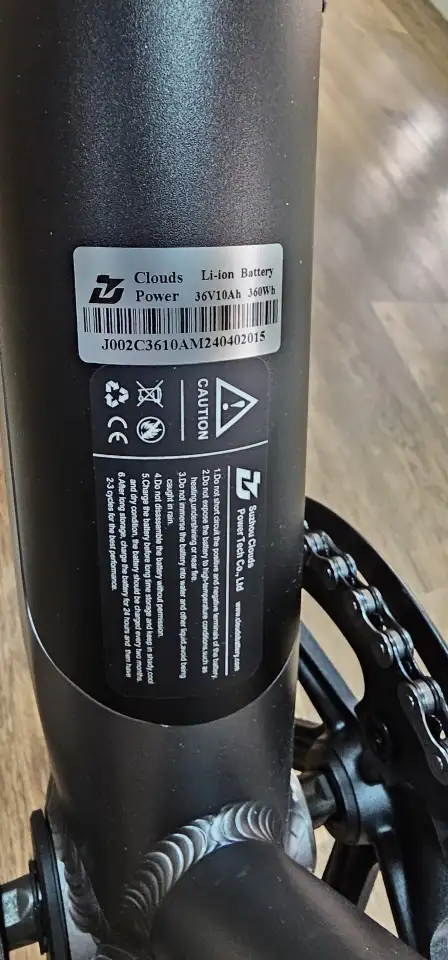 Clouds Power
Li-ion Battery
36V10Ah 360Wh
J002C3610AM240402015
CAUTION
CE
Suzhou Clouds
Power Tech Co., Ltd
www.cloudsbattery.com
1.Do not short circuit the positive and negative terminals of the battery.
2.Do not expose the battery to high-temperature conditions,such as
heating,undershining or near fire.
3.Do not immerse the battery into water and other liquid,avoid being
caught in rain.
4.Do not disassemble the battery without permission.
5.Charge the battery before long time storage and keep in shady,cool
and dry condition, the battery should be charged every two months.
6.After long storage, charge the battery for 24 hours and then have
2-3 cycles for the best performance.